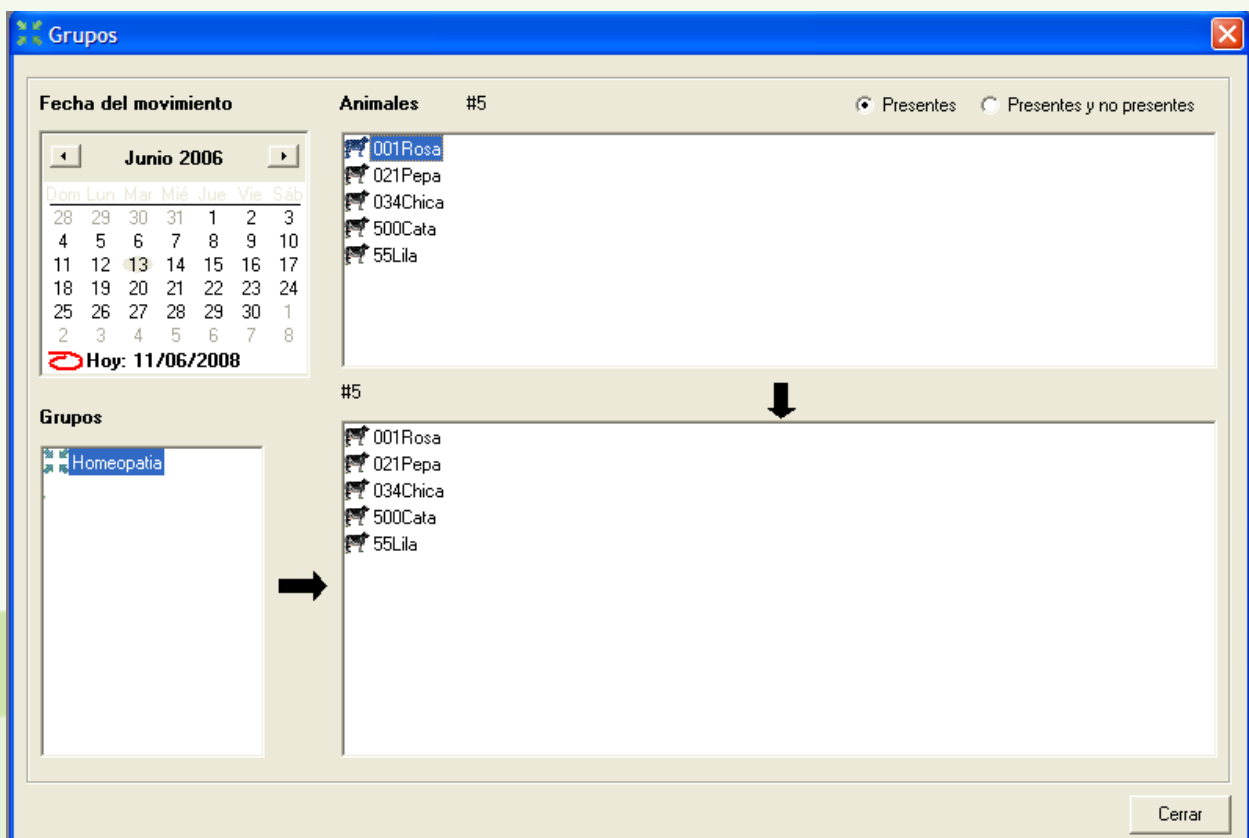 Grupos
Fecha del movimiento
Junio 2006
Dom Lun Mar Mié Jue Vie Sáb
28 29 30 31 1 2 3
4 5 6 7 8 9 10
11 12 13 14 15 16 17
18 19 20 21 22 23 24
25 26 27 28 29 30 1
2 3 4 5 6 7 8
Hoy: 11/06/2008
Grupos
Homeopatia
Animales #5 Presentes Presentes y no presentes
001Rosa
021Pepa
034Chica
500Cata
55Lila
#5
001Rosa
021Pepa
034Chica
500Cata
55Lila
Cerrar